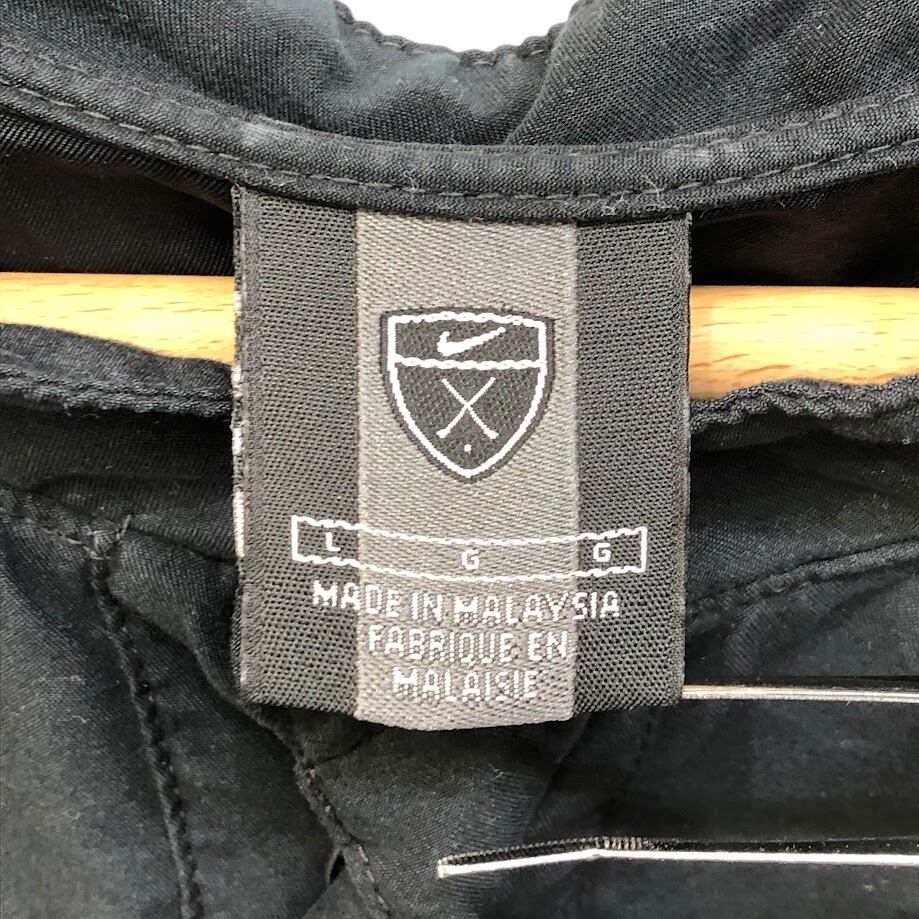 L G G
MADE IN MALAYSIA
FABRIQUE EN
MALAISIE